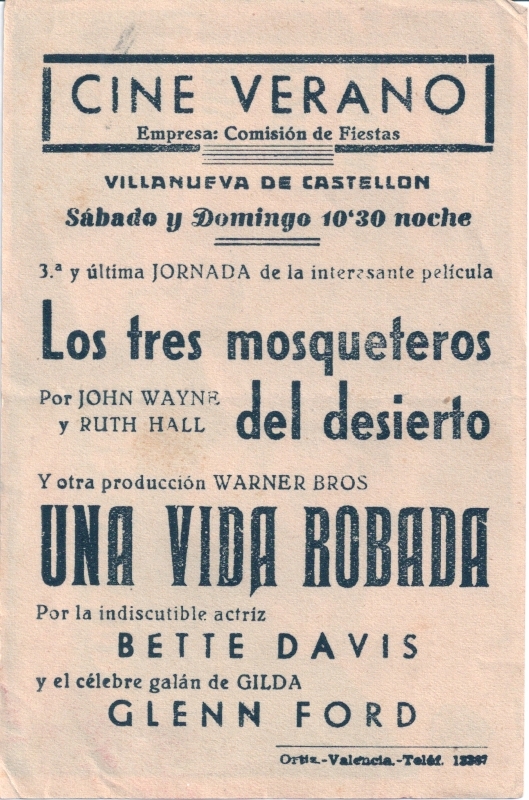 CINE VERANO
Empresa: Comisión de Fiestas
VILLANUEVA DE CASTELLON
Sábado y Domingo 10'30 noche
3.ª y última JORNADA de la interesante película
Los tres mosqueteros
Por JOHN WAYNE
y RUTH HALL
del desierto
Y otra producción WARNER BROS
UNA VIDA ROBADA
Por la indiscutible actriz
BETTE DAVIS
y el célebre galán de GILDA
GLENN FORD
Ortiz.-Valencia.-Teléf.